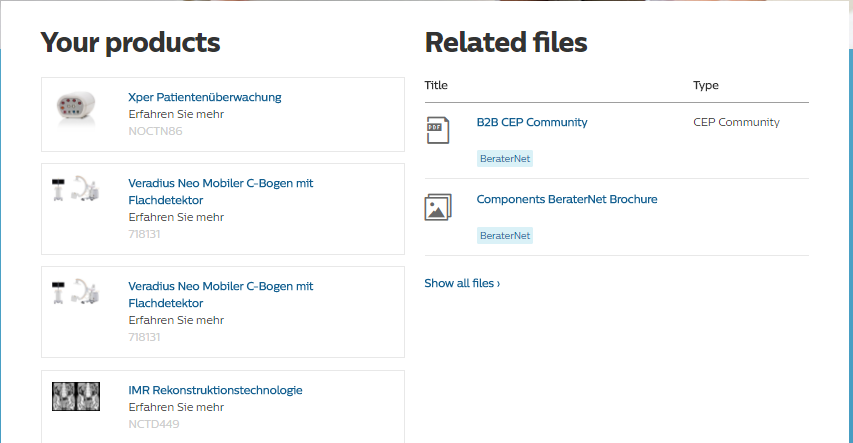 Your products
Xper Patientenüberwachung
Erfahren Sie mehr
NOCTN86
Veradius Neo Mobiler C-Bogen mit
Flachdetektor
Erfahren Sie mehr
718131
Veradius Neo Mobiler C-Bogen mit
Flachdetektor
Erfahren Sie mehr
718131
IMR Rekonstruktionstechnologie
Erfahren Sie mehr
NCTD449
Related files
Title Type
PDF
B2B CEP Community CEP Community
BeraterNet
Components BeraterNet Brochure
BeraterNet
Show all files ›